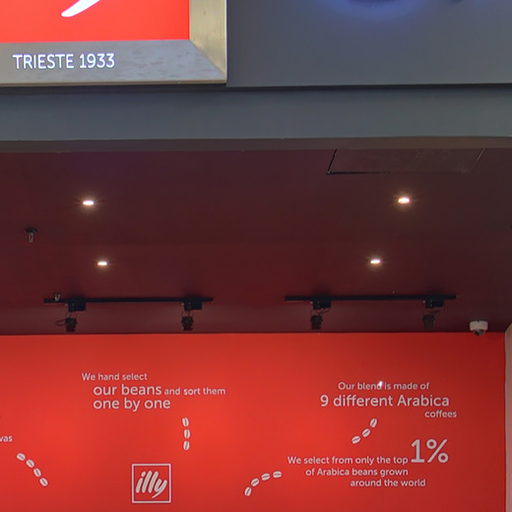 TRIESTE 1933
We hand select
our beans and sort them
one by one
Our blend is made of
9 different Arabica
coffees
vas
illy
We select from only the top 1%
of Arabica beans grown
around the world